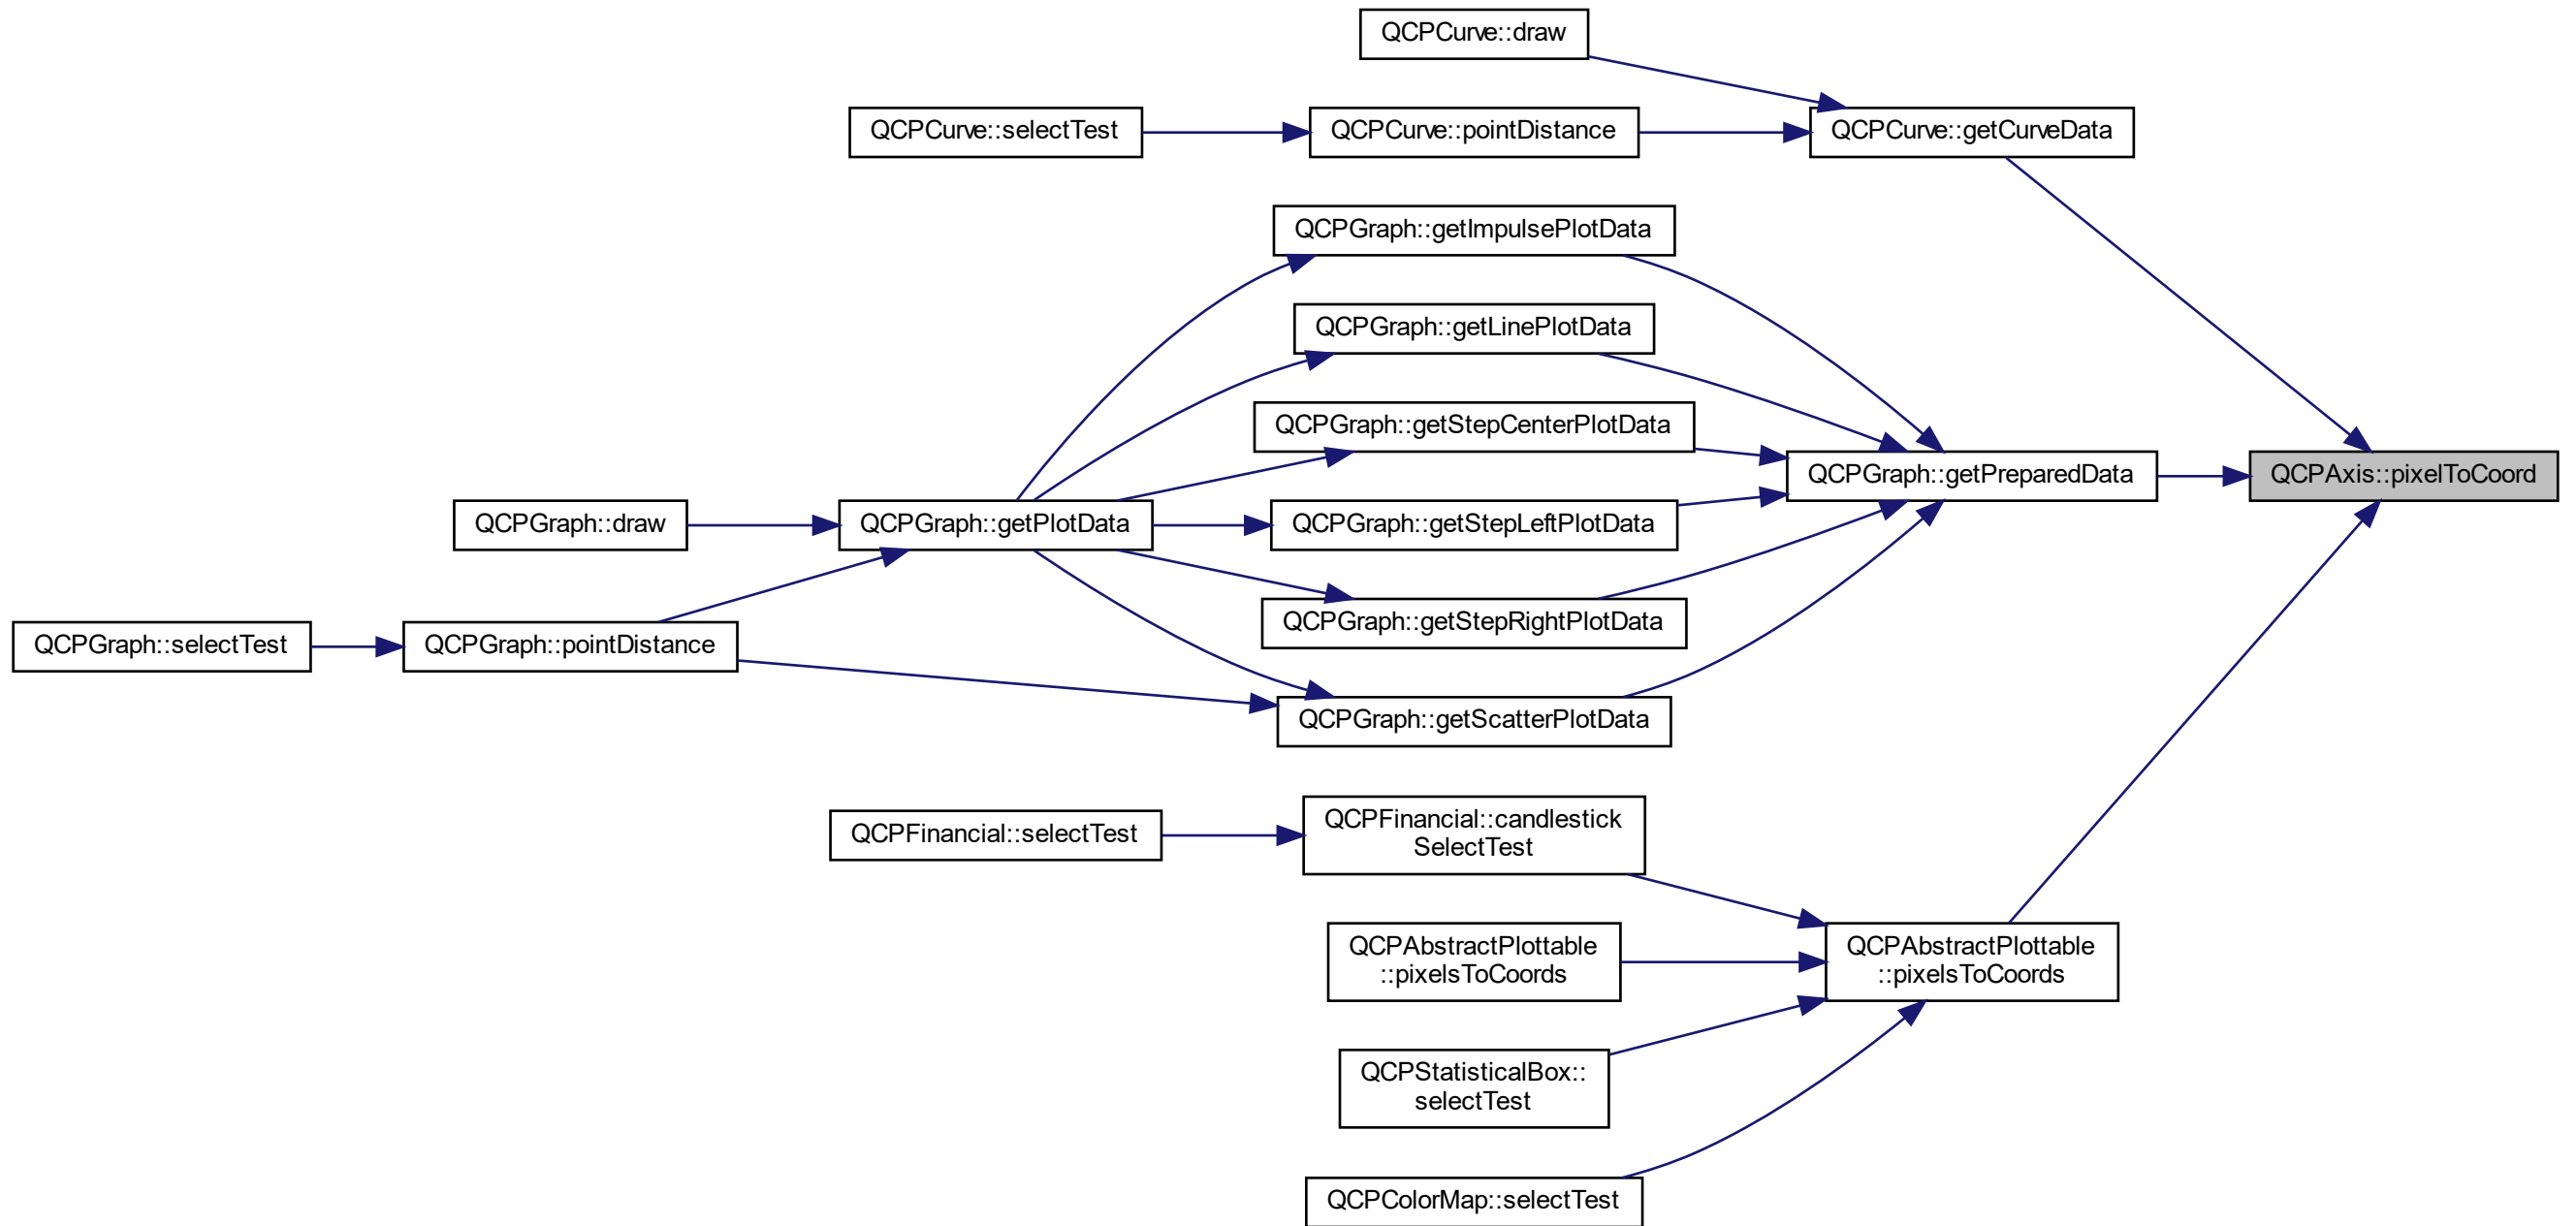 QCPCurve::draw
QCPCurve::selectTest
QCPCurve::pointDistance
QCPCurve::getCurveData
QCPGraph::getImpulsePlotData
QCPGraph::getLinePlotData
QCPGraph::getStepCenterPlotData
QCPGraph::getPreparedData
QCPAxis::pixelToCoord
QCPGraph::draw
QCPGraph::getPlotData
QCPGraph::getStepLeftPlotData
QCPGraph::getStepRightPlotData
QCPGraph::selectTest
QCPGraph::pointDistance
QCPGraph::getScatterPlotData
QCPFinancial::selectTest
QCPFinancial::candlestick
SelectTest
QCPAbstractPlottable
::pixelsToCoords
QCPAbstractPlottable
::pixelsToCoords
QCPStatisticalBox::
selectTest
QCPColorMap::selectTest